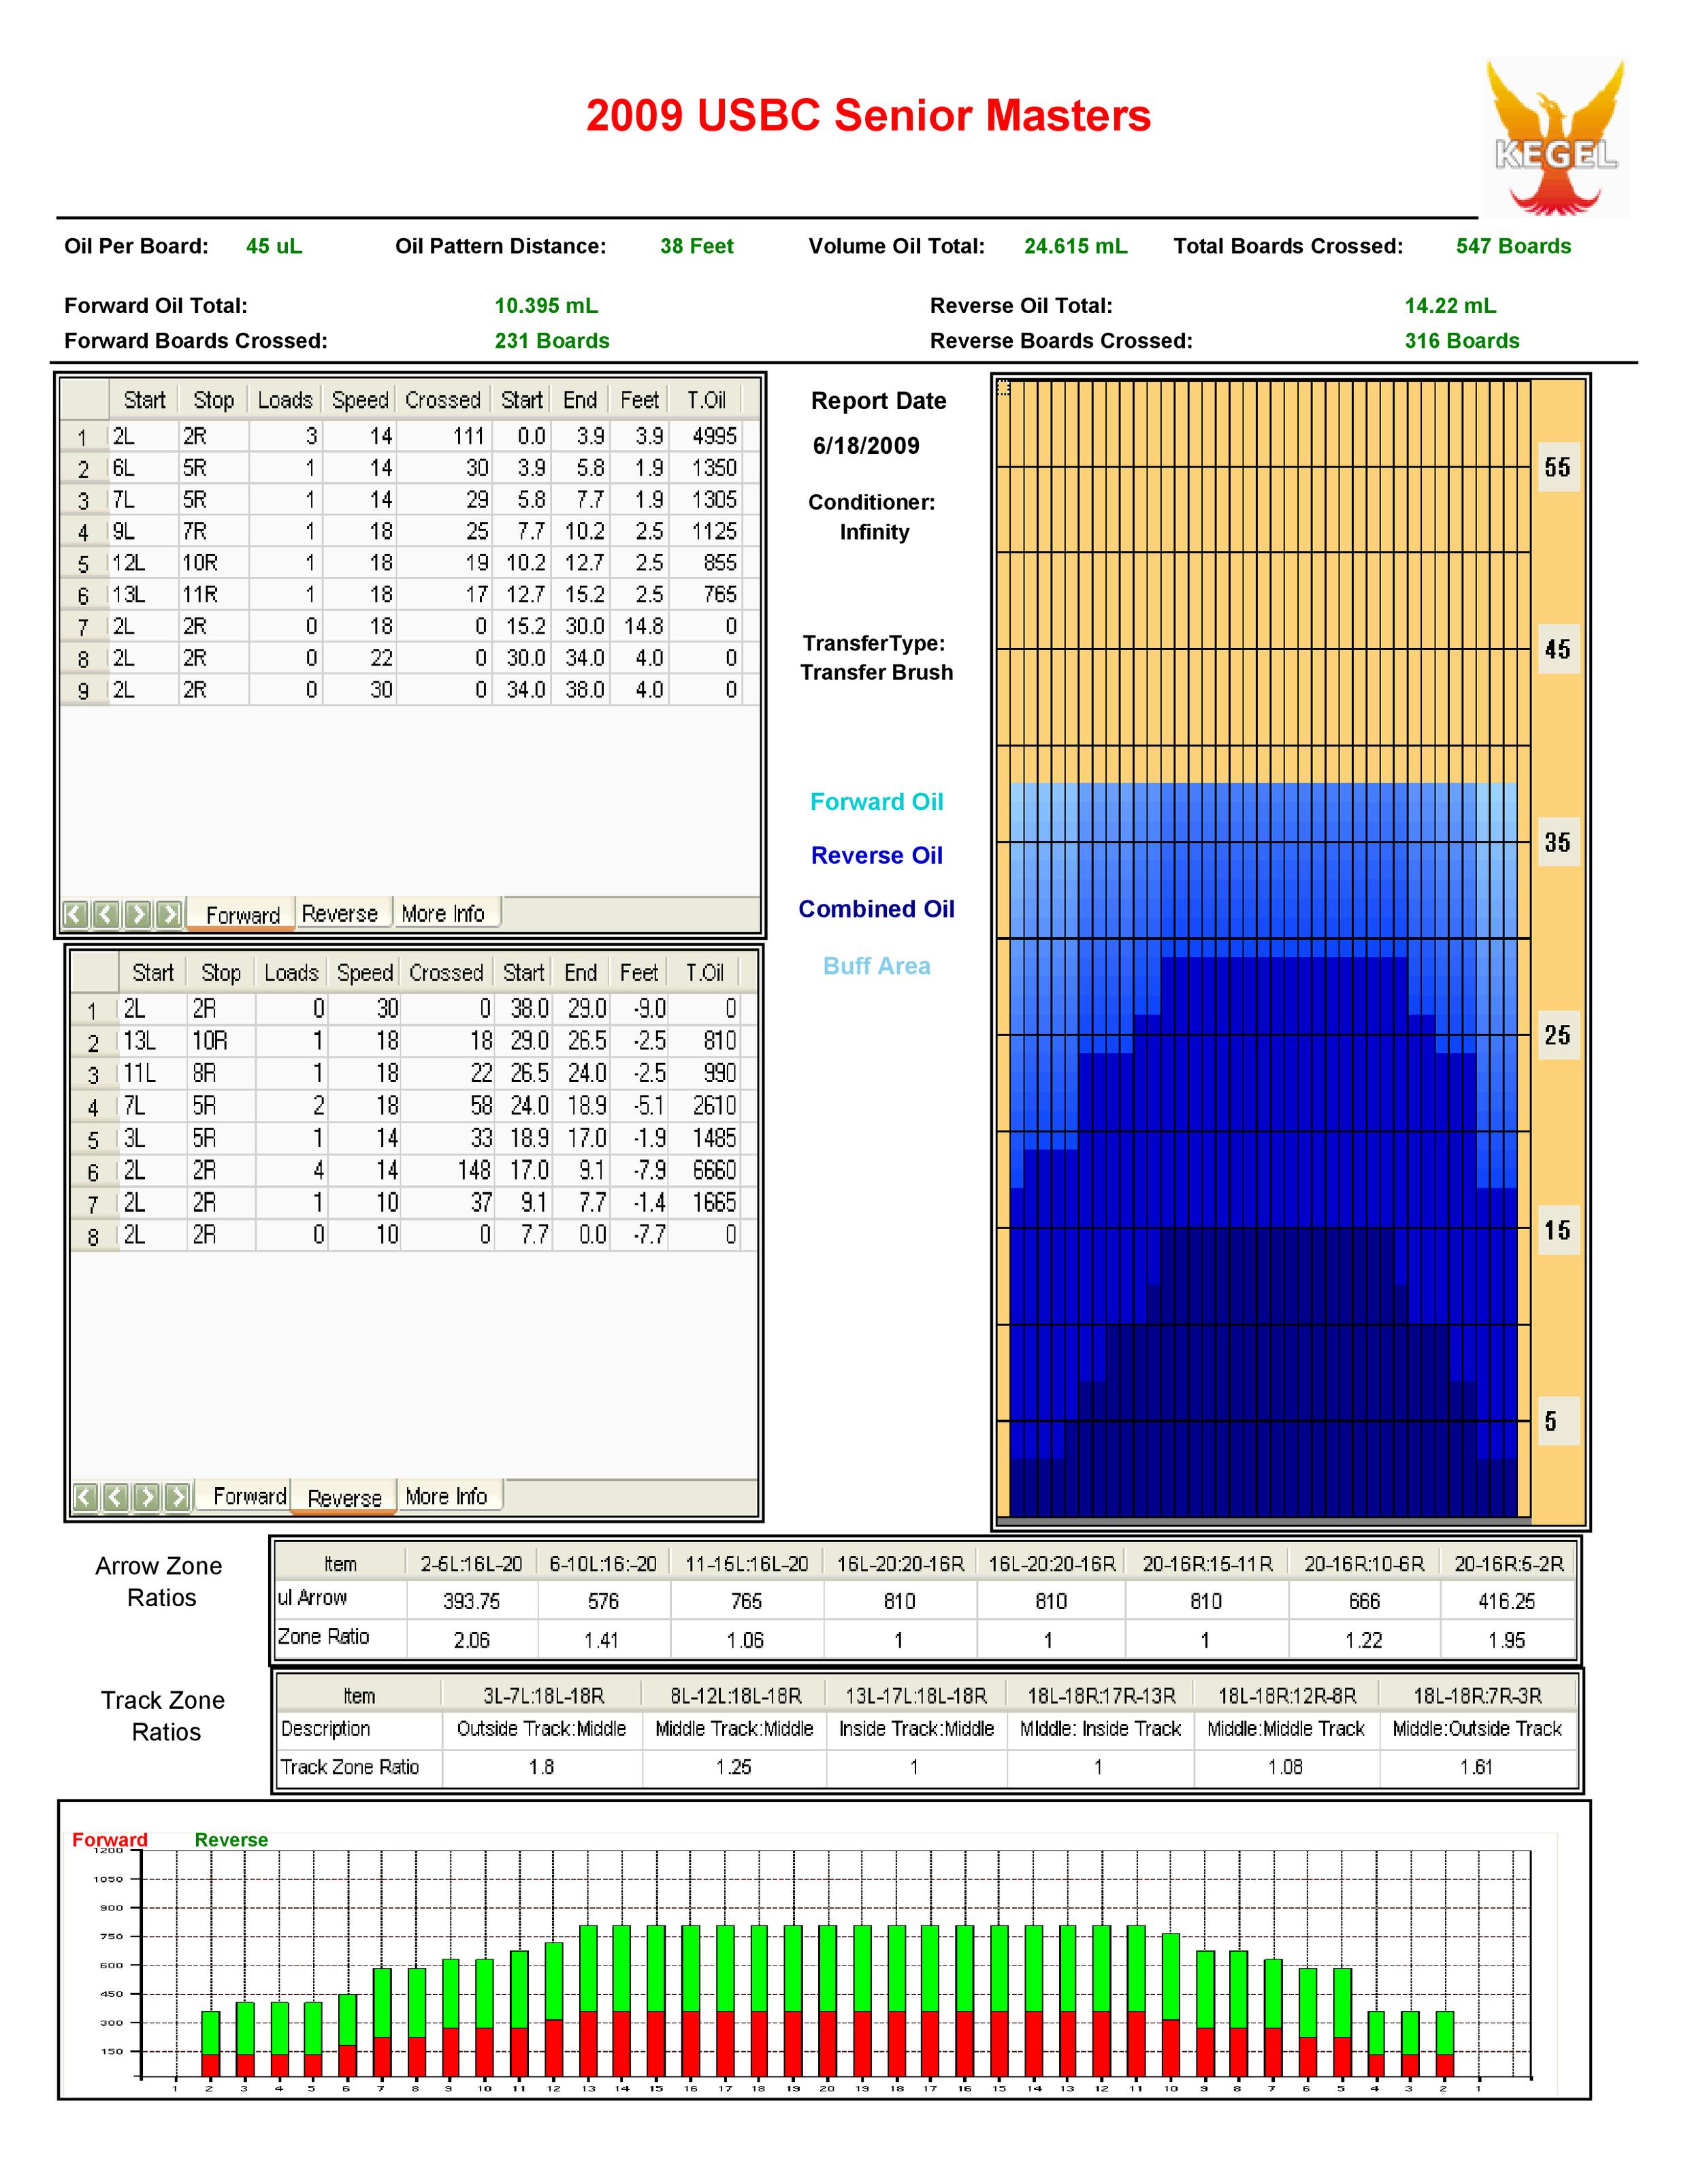 2009 USBC Senior Masters
KEGEL
Oil Per Board: 45 uL Oil Pattern Distance: 38 Feet Volume Oil Total: 24.615 mL Total Boards Crossed: 547 Boards
Forward Oil Total: 10.395 mL Reverse Oil Total: 14.22 mL
Forward Boards Crossed: 231 Boards Reverse Boards Crossed: 316 Boards
Start Stop Loads Speed Crossed Start End Feet T.Oil
1 2L 2R 3 14 111 0.0 3.9 3.9 4995
2 6L 5R 1 14 30 3.9 5.8 1.9 1350
3 7L 5R 1 14 29 5.8 7.7 1.9 1305
4 9L 7R 1 18 25 7.7 10.2 2.5 1125
5 12L 10R 1 18 19 10.2 12.7 2.5 855
6 13L 11R 1 18 17 12.7 15.2 2.5 765
7 2L 2R 0 18 0 15.2 30.0 14.8 0
8 2L 2R 0 22 0 30.0 34.0 4.0 0
9 2L 2R 0 30 0 34.0 38.0 4.0 0
Forward Reverse More Info
Start Stop Loads Speed Crossed Start End Feet T.Oil
1 2L 2R 0 30 0 38.0 29.0 -9.0 0
2 13L 10R 1 18 18 29.0 26.5 -2.5 810
3 11L 8R 1 18 22 26.5 24.0 -2.5 990
4 7L 5R 2 18 58 24.0 18.9 -5.1 2610
5 3L 5R 1 14 33 18.9 17.0 -1.9 1485
6 2L 2R 4 14 148 17.0 9.1 -7.9 6660
7 2L 2R 1 10 37 9.1 7.7 -1.4 1665
8 2L 2R 0 10 0 7.7 0.0 -7.7 0
Forward Reverse More Info
Report Date
6/18/2009
Conditioner:
Infinity
TransferType:
Transfer Brush
Forward Oil
Reverse Oil
Combined Oil
Buff Area
55
45
35
25
15
5
Arrow Zone
Ratios
Item 2-5L:16L-20 6-10L:16:-20 11-15L:16L-20 16L-20:20-16R 16L-20:20-16R 20-16R:15-11R 20-16R:10-6R 20-16R:5-2R
ul Arrow 393.75 576 765 810 810 810 666 416.25
Zone Ratio 2.06 1.41 1.06 1 1 1 1.22 1.95
Track Zone
Ratios
Item 3L-7L:18L-18R 8L-12L:18L-18R 13L-17L:18L-18R 18L-18R:17R-13R 18L-18R:12R-8R 18L-18R:7R-3R
Description Outside Track:Middle Middle Track:Middle Inside Track:Middle MIddle: Inside Track Middle:Middle Track Middle:Outside Track
Track Zone Ratio 1.8 1.25 1 1 1.08 1.61
Forward Reverse
1200
1050
900
750
600
450
300
150
1 2 3 4 5 6 7 8 9 10 11 12 13 14 15 16 17 18 19 20 19 18 17 16 15 14 13 12 11 10 9 8 7 6 5 4 3 2 1